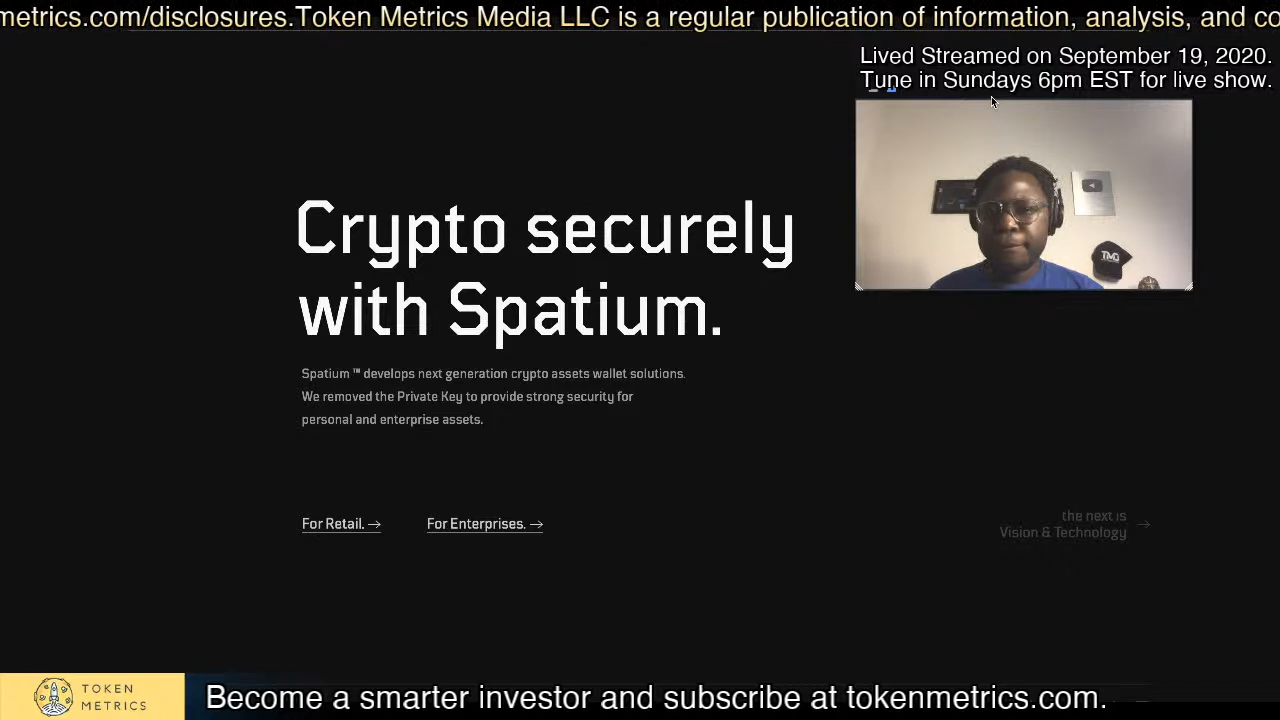 metrics.com/disclosures.Token Metrics Media LLC is a regular publication of information, analysis, and co
Lived Streamed on September 19, 2020.
Tune in Sundays 6pm EST for live show.
TMG
Crypto securely
with Spatium.
Spatium ™ develops next generation crypto assets wallet solutions.
We removed the Private Key to provide strong security for
personal and enterprise assets.
For Retail. →
For Enterprises. →
the next is
Vision & Technology →
TOKEN
METRICS
Become a smarter investor and subscribe at tokenmetrics.com.